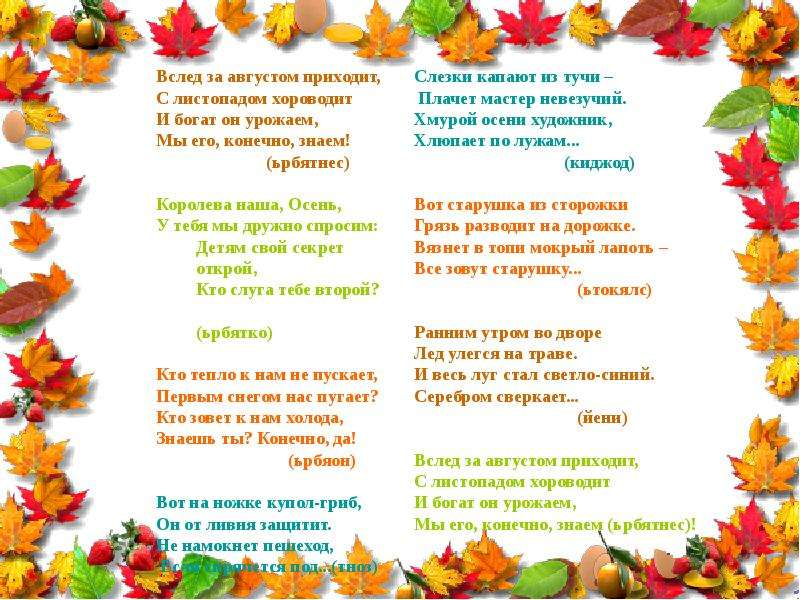 Вслед за августом приходит,
С листопадом хороводит
И богат он урожаем,
Мы его, конечно, знаем!
(ьрбятнес)
Королева наша, Осень,
У тебя мы дружно спросим:
Детям свой секрет
открой,
Кто слуга тебе второй?
(ьрбятко)
Кто тепло к нам не пускает,
Первым снегом нас пугает?
Кто зовет к нам холода,
Знаешь ты? Конечно, да!
(ьрбяон)
Вот на ножке купол-гриб,
Он от ливня защитит.
Не намокнет пешеход,
Если скроется под...(тноз)
Слезки капают из тучи –
Плачет мастер невезучий.
Хмурой осени художник,
Хлюпает по лужам...
(киджод)
Вот старушка из сторожки
Грязь разводит на дорожке.
Вязнет в топи мокрый лапоть –
Все зовут старушку...
(ьтокялс)
Ранним утром во дворе
Лед улегся на траве.
И весь луг стал светло-синий.
Серебром сверкает...
(йени)
Вслед за августом приходит,
С листопадом хороводит
И богат он урожаем,
Мы его, конечно, знаем (ьрбятнес)!